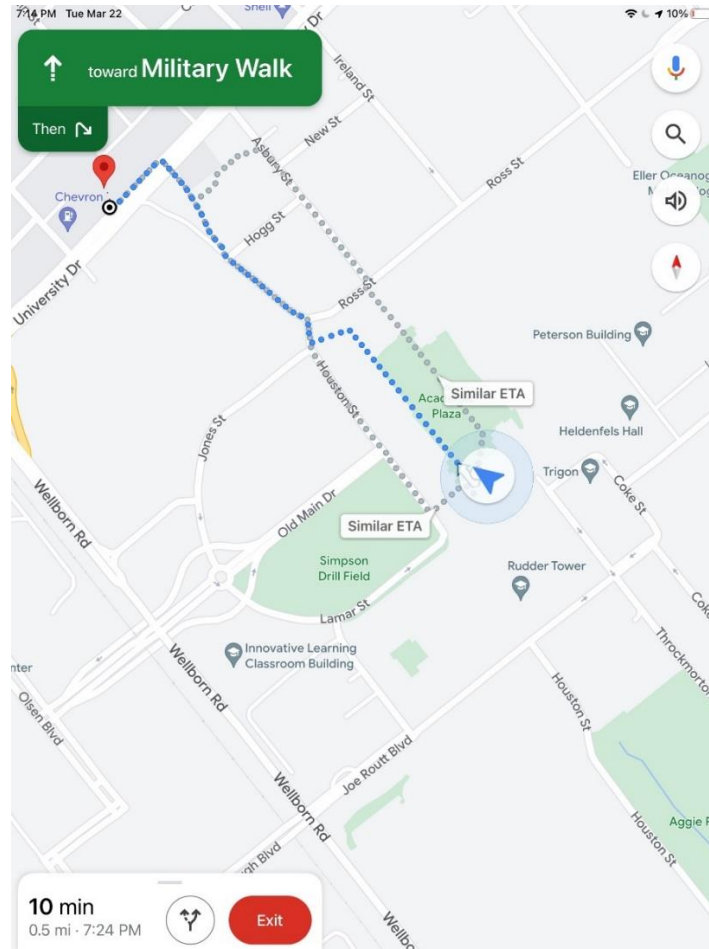 7:14 PM Tue Mar 22
10%
Shell
toward Military Walk
Then
Ireland St
New St
Asbury St
Ross St
Hogg St
Chevron
University Dr
Ross St
Peterson Building
Similar ETA
Plaza
Heldenfels Hall
Houston St
Jones St
Trigon
Coke St
Old Main Dr
Similar ETA
Wellborn Rd
Simpson
Drill Field
Rudder Tower
Lamar St
Innovative Learning
Classroom Building
Wellborn Rd
Olsen Blvd
Houston St
Joe Routt Blvd
Wellborn Rd
Houston St
10 min
0.5 mi · 7:24 PM
Exit